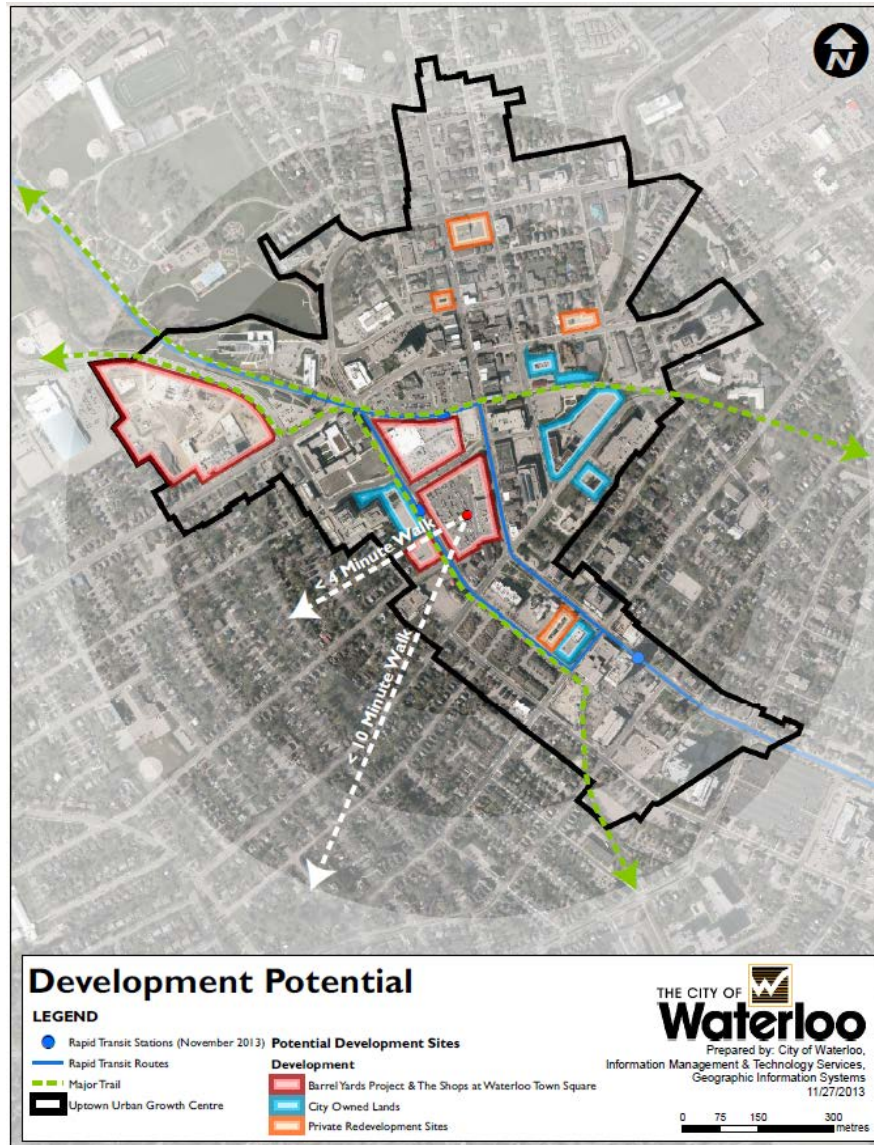 N
< 4 Minute Walk
< 10 Minute Walk
Development Potential
LEGEND
Rapid Transit Stations (November 2013)
Rapid Transit Routes
Major Trail
Uptown Urban Growth Centre
Potential Development Sites
Development
Barrel Yards Project & The Shops at Waterloo Town Square
City Owned Lands
Private Redevelopment Sites
THE CITY OF
Waterloo
Prepared by: City of Waterloo,
Information Management & Technology Services,
Geographic Information Systems
11/27/2013
0 75 150 300
metres